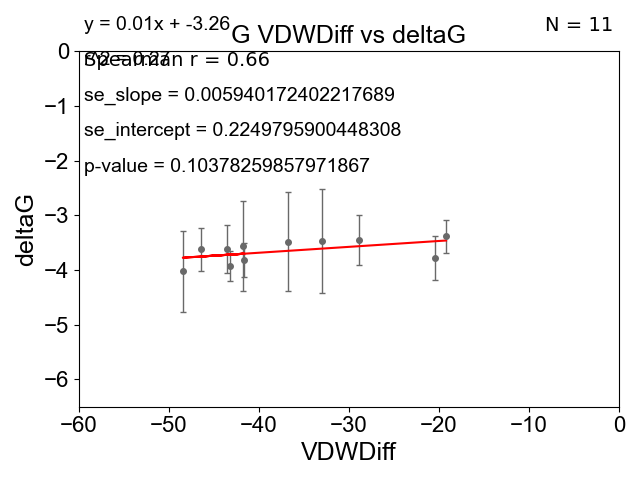 y = 0.01x + -3.26
G VDWDiff vs deltaG
N = 11
Spearman r = 0.66
se_slope = 0.005940172402217689
se_intercept = 0.2249795900448308
p-value = 0.10378259857971867
0
−1
−2
−3
−4
−5
−6
deltaG
−60 −50 −40 −30 −20 −10 0
VDWDiff